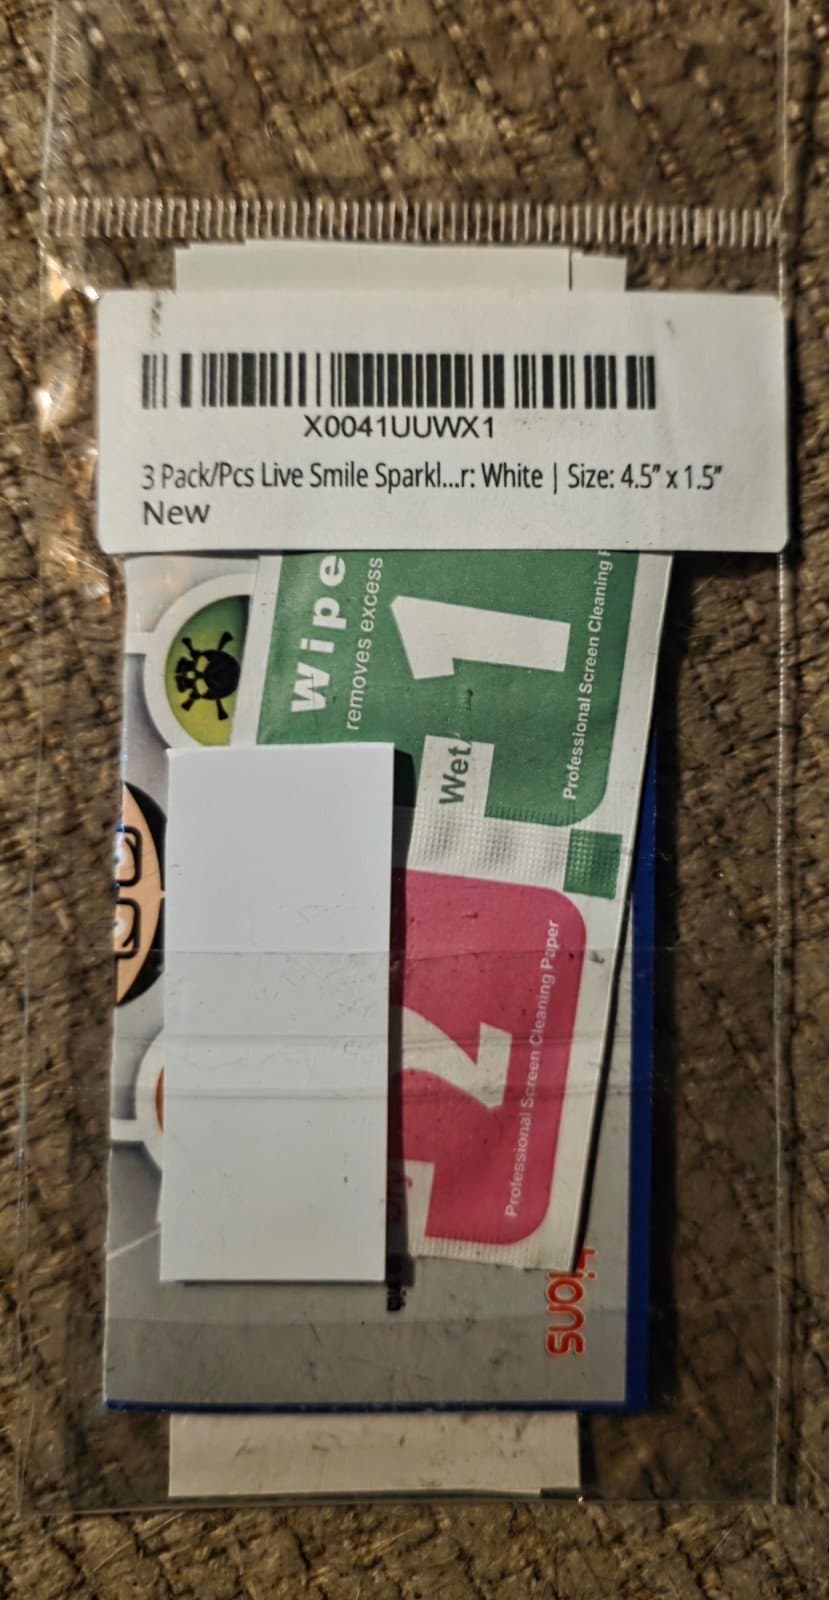 X0041UUWX1
3 Pack/Pcs Live Smile Sparkl...r: White | Size: 4.5” x 1.5”
New
Wipe
removes excess
1
Professional Screen Cleaning
Wet
2
Professional Screen Cleaning Paper